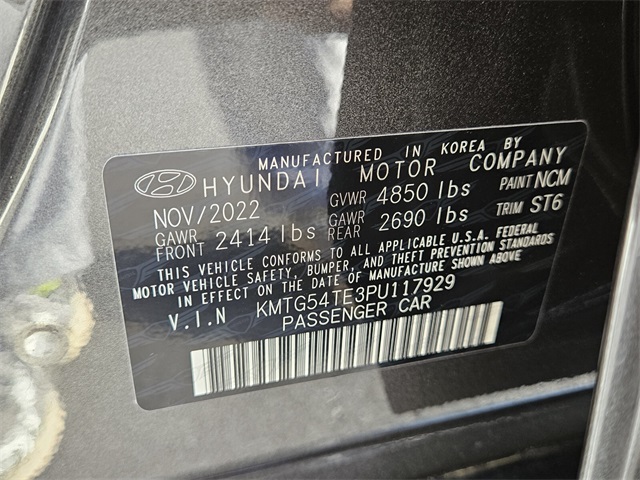 MANUFACTURED IN KOREA BY
HYUNDAI MOTOR COMPANY
NOV/2022 GVWR 4850 lbs PAINT NCM
GAWR FRONT 2414 lbs GAWR REAR 2690 lbs TRIM ST6
THIS VEHICLE CONFORMS TO ALL APPLICABLE U.S.A. FEDERAL
MOTOR VEHICLE SAFETY, BUMPER, AND THEFT PREVENTION STANDARDS
IN EFFECT ON THE DATE OF MANUFACTURE SHOWN ABOVE
V.I.N KMTG54TE3PU117929
PASSENGER CAR